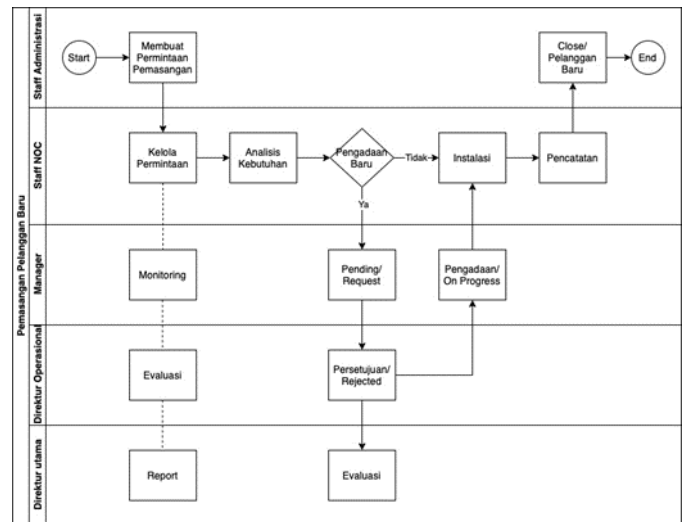 Pemasangan Pelanggan Baru
Staff Administrasi
Start
Membuat
Permintaan
Pemasangan
Close/
Pelanggan
Baru
End
Staff NOC
Kelola
Permintaan
Analisis
Kebutuhan
Pengadaan
Baru
Tidak
Instalasi
Pencatatan
Ya
Manager
Monitoring
Pending/
Request
Pengadaan/
On Progress
Direktur Operasional
Evaluasi
Persetujuan/
Rejected
Direktur utama
Report
Evaluasi